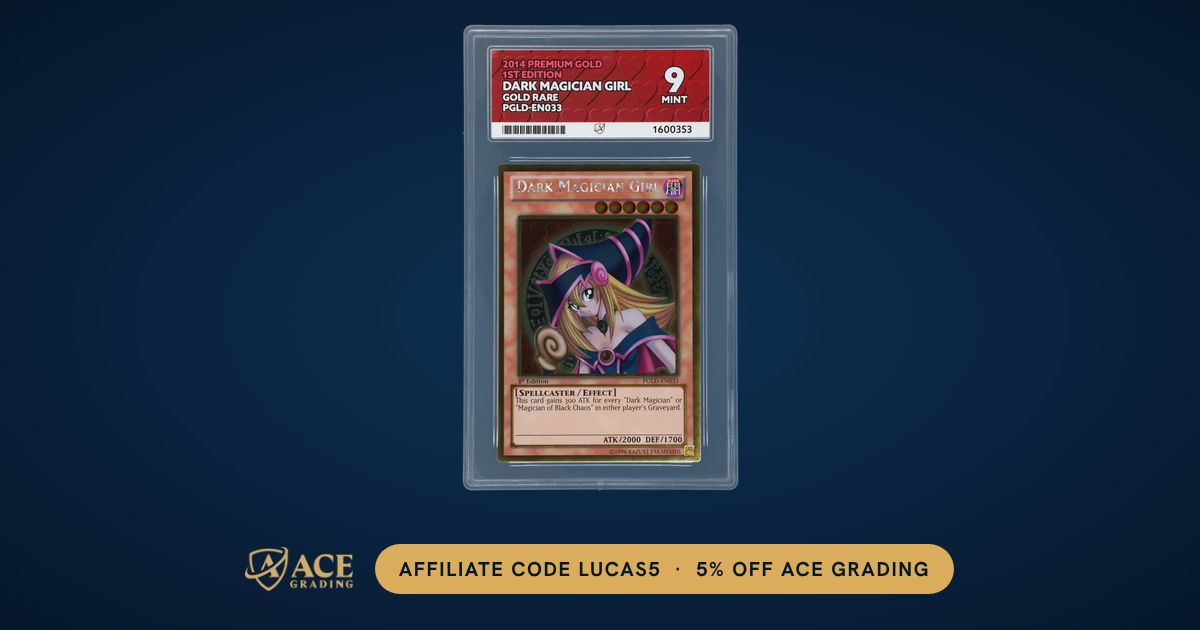 2014 PREMIUM GOLD
1ST EDITION
DARK MAGICIAN GIRL
GOLD RARE
PGLD-EN033
9
MINT
1600353
DARK MAGICIAN GIRL
1st Edition
PGLD-EN033
[SPELLCASTER / EFFECT]
This card gains 300 ATK for every "Dark Magician" or
"Magician of Black Chaos" in either player's Graveyard.
ATK/2000 DEF/1700
©1996 KAZUKI TAKAHASHI
ACE
GRADING
AFFILIATE CODE LUCAS5 · 5% OFF ACE GRADING